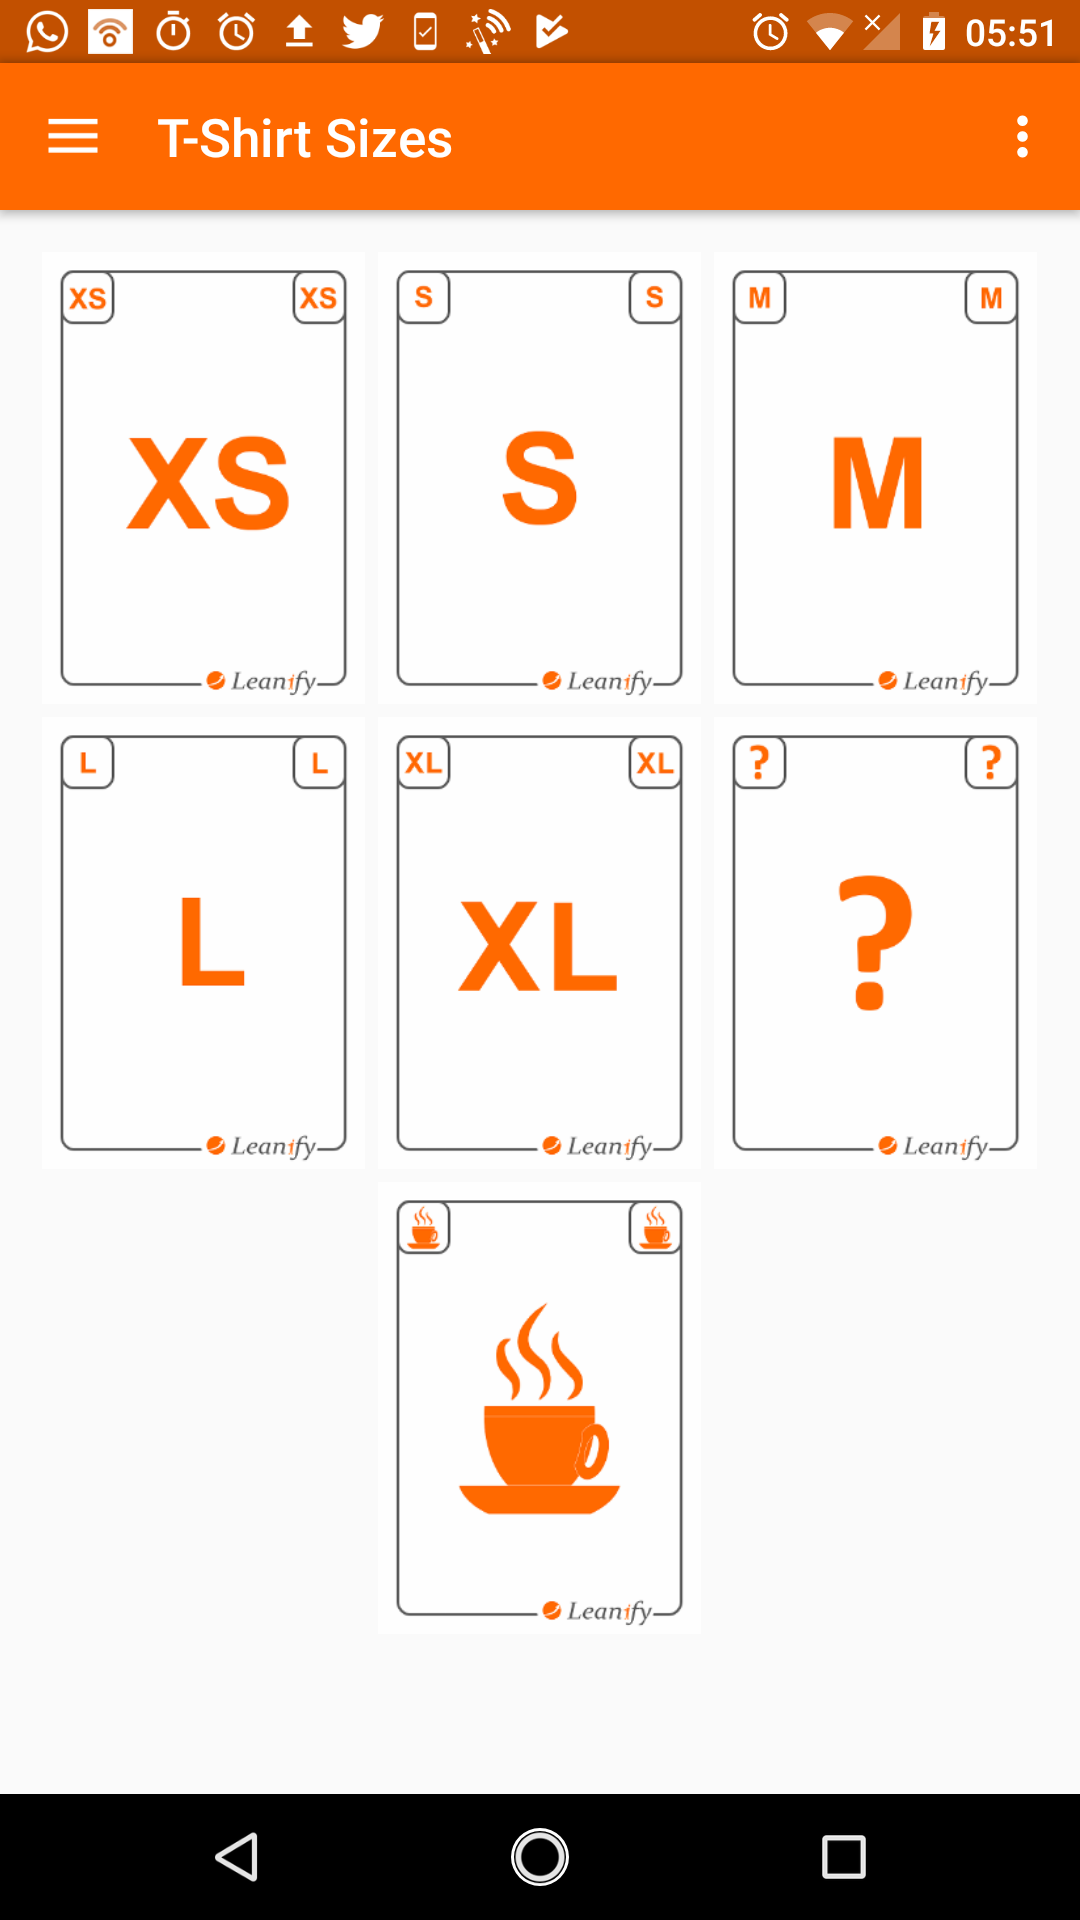 05:51
T-Shirt Sizes
XS XS S S M M
XS S M
Leanify Leanify Leanify
L L XL XL ? ?
L XL ?
Leanify Leanify Leanify
Leanify